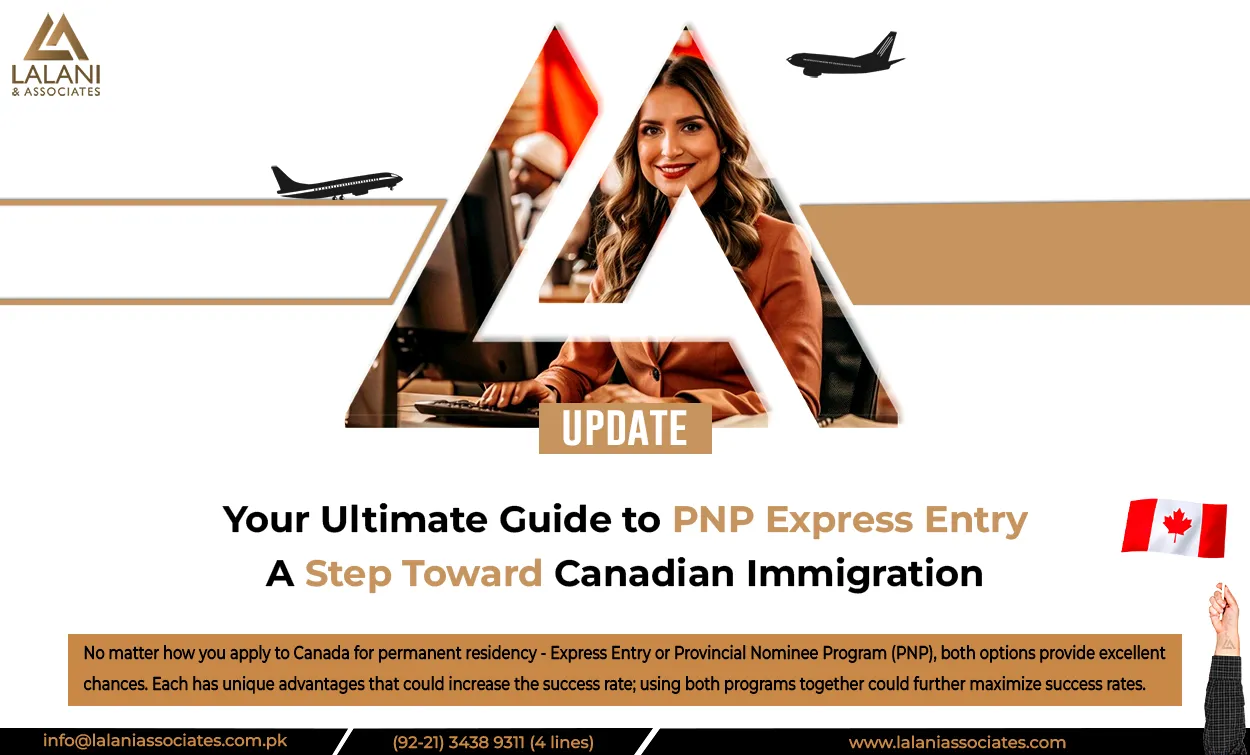 LALANI
& ASSOCIATES
UPDATE
Your Ultimate Guide to PNP Express Entry
A Step Toward Canadian Immigration
No matter how you apply to Canada for permanent residency - Express Entry or Provincial Nominee Program (PNP), both options provide excellent
chances. Each has unique advantages that could increase the success rate; using both programs together could further maximize success rates.
info@lalaniassociates.com.pk
(92-21) 3438 9311 (4 lines)
www.lalaniassociates.com